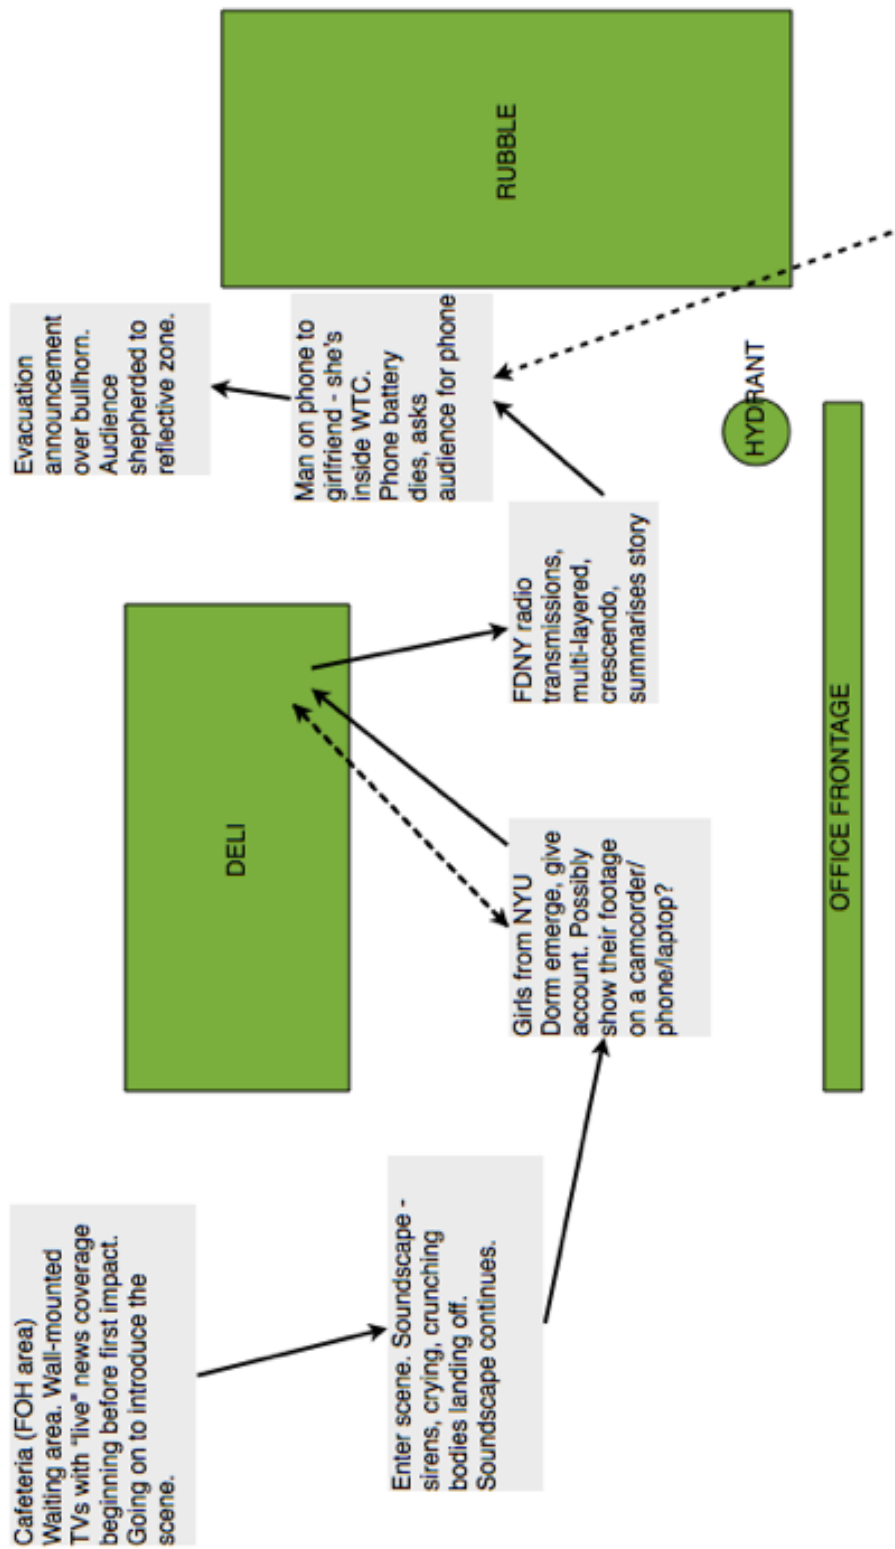 Cafeteria (FOH area)
Waiting area. Wall-mounted
TVs with "live" news coverage
beginning before first impact.
Going on to introduce the
scene.
Enter scene. Soundscape -
sirens, crying, crunching
bodies landing off.
Soundscape continues.
Girls from NYU
Dorm emerge, give
account. Possibly
show their footage
on a camcorder/
phone/laptop?
DELI
FDNY radio
transmissions,
multi-layered,
crescendo,
summarises story
Man on phone to
girlfriend - she's
inside WTC.
Phone battery
dies, asks
audience for phone
Evacuation
announcement
over bullhorn.
Audience
shepherded to
reflective zone.
RUBBLE
HYDRANT
OFFICE FRONTAGE